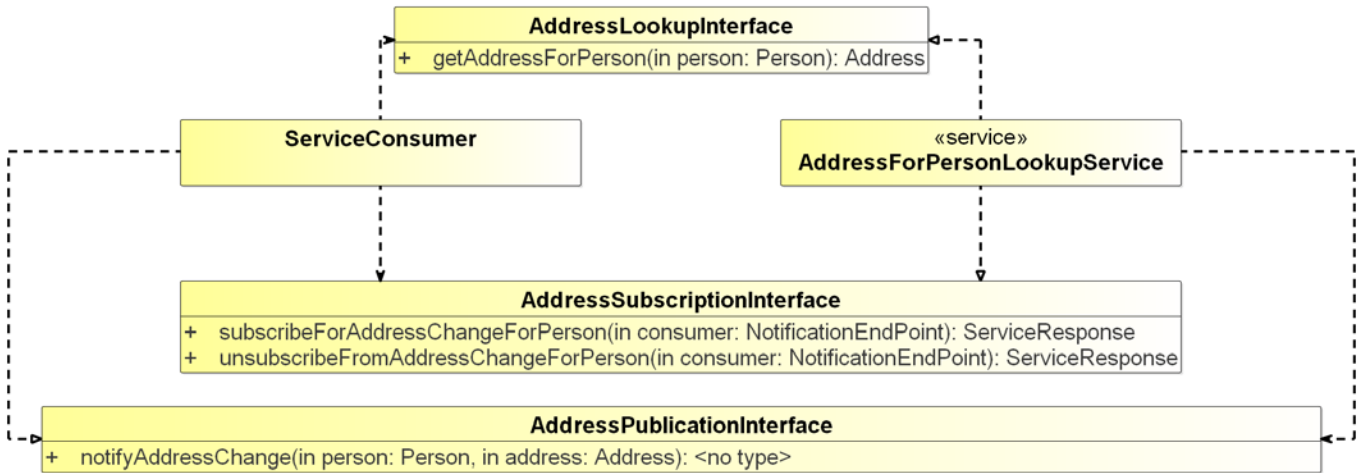 AddressLookupInterface
+ getAddressForPerson(in person: Person): Address
ServiceConsumer
«service»
AddressForPersonLookupService
AddressSubscriptionInterface
+ subscribeForAddressChangeForPerson(in consumer: NotificationEndPoint): ServiceResponse
+ unsubscribeFromAddressChangeForPerson(in consumer: NotificationEndPoint): ServiceResponse
AddressPublicationInterface
+ notifyAddressChange(in person: Person, in address: Address): <no type>